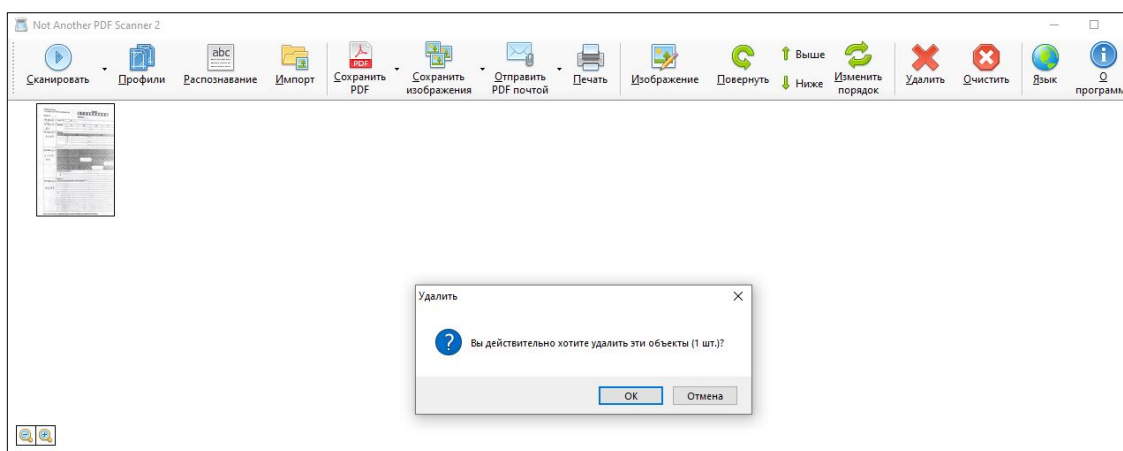 Not Another PDF Scanner 2
Сканировать
Профили
abc
Распознавание
Импорт
PDF
Сохранить
PDF
Сохранить
изображения
Отправить
PDF почтой
Печать
Изображение
Повернуть
Выше
Ниже
Изменить
порядок
Удалить
Очистить
Язык
О
программ
Удалить
Вы действительно хотите удалить эти объекты (1 шт.)?
ОК
Отмена